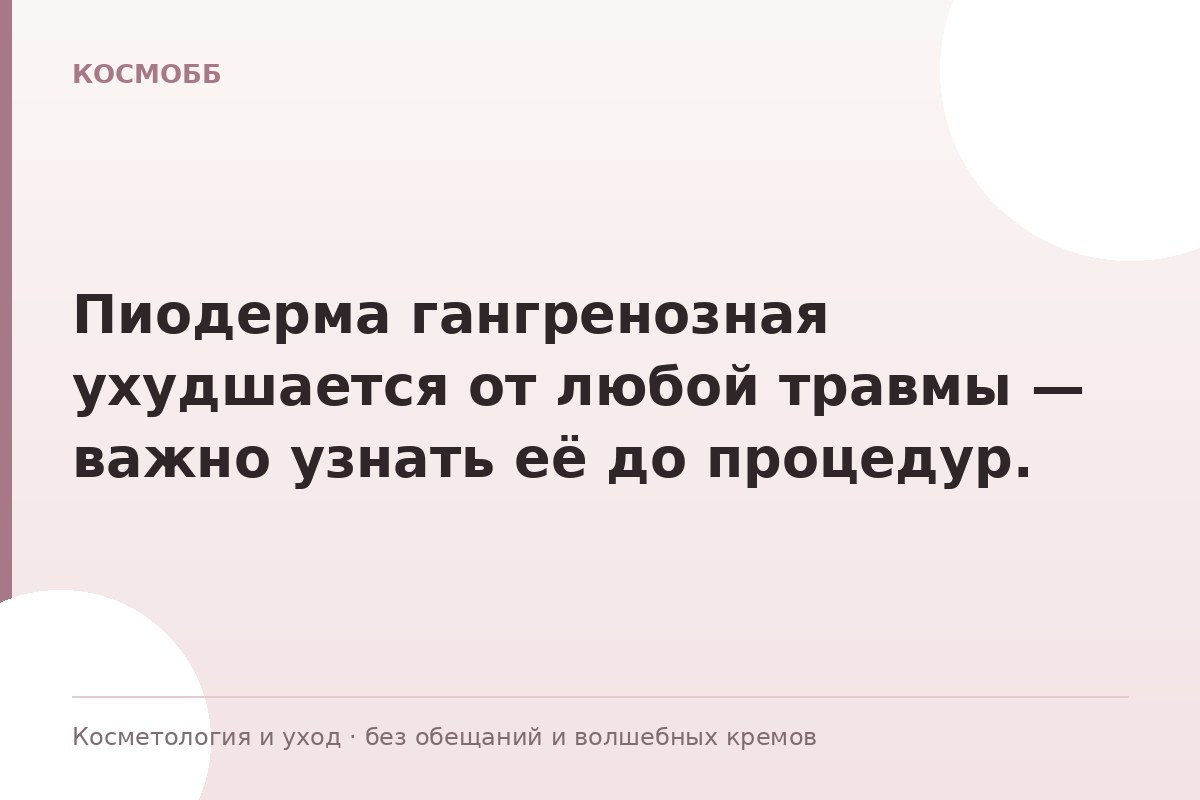 КОСМОББ
Пиодерма гангренозная
ухудшается от любой травмы —
важно узнать её до процедур.
Косметология и уход · без обещаний и волшебных кремов